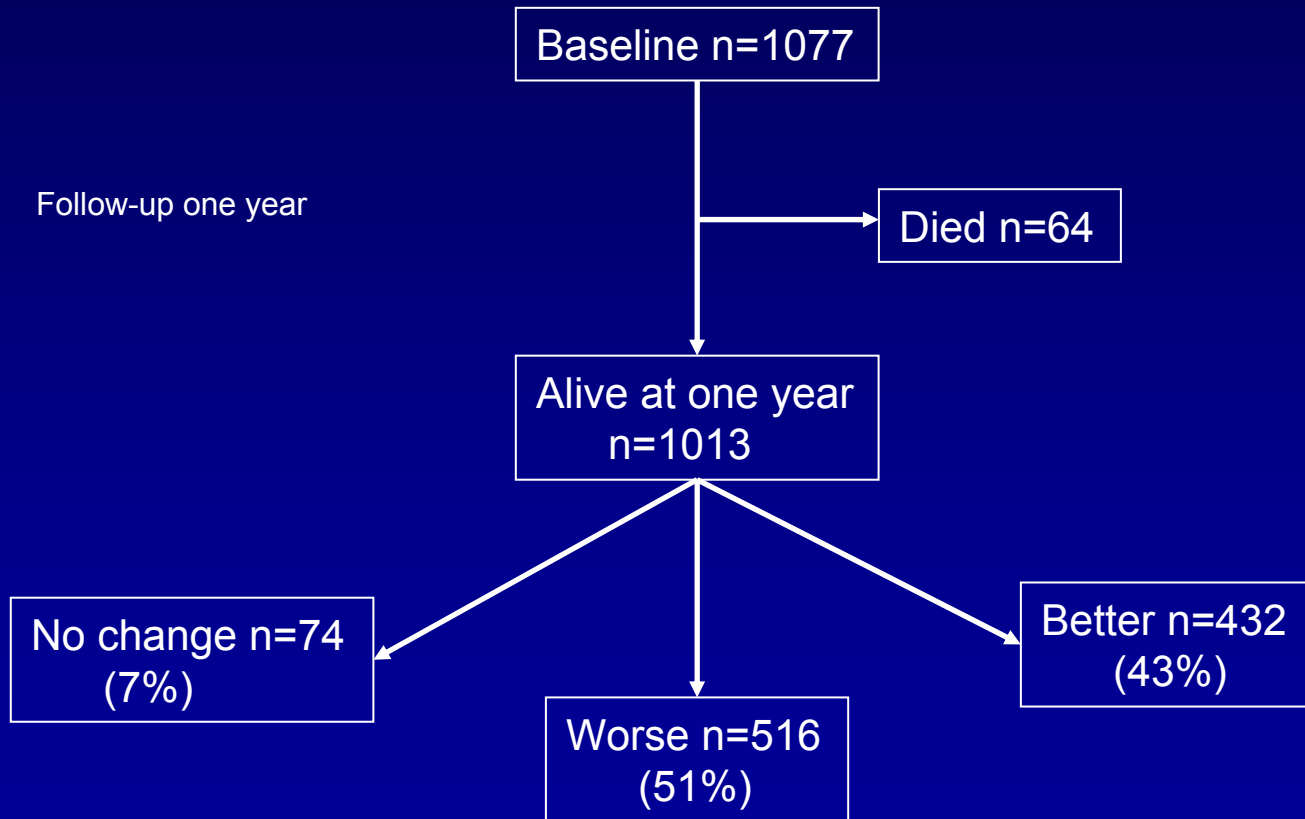 Baseline n=1077
Follow-up one year
Died n=64
Alive at one year
n=1013
No change n=74
(7%)
Worse n=516
(51%)
Better n=432
(43%)